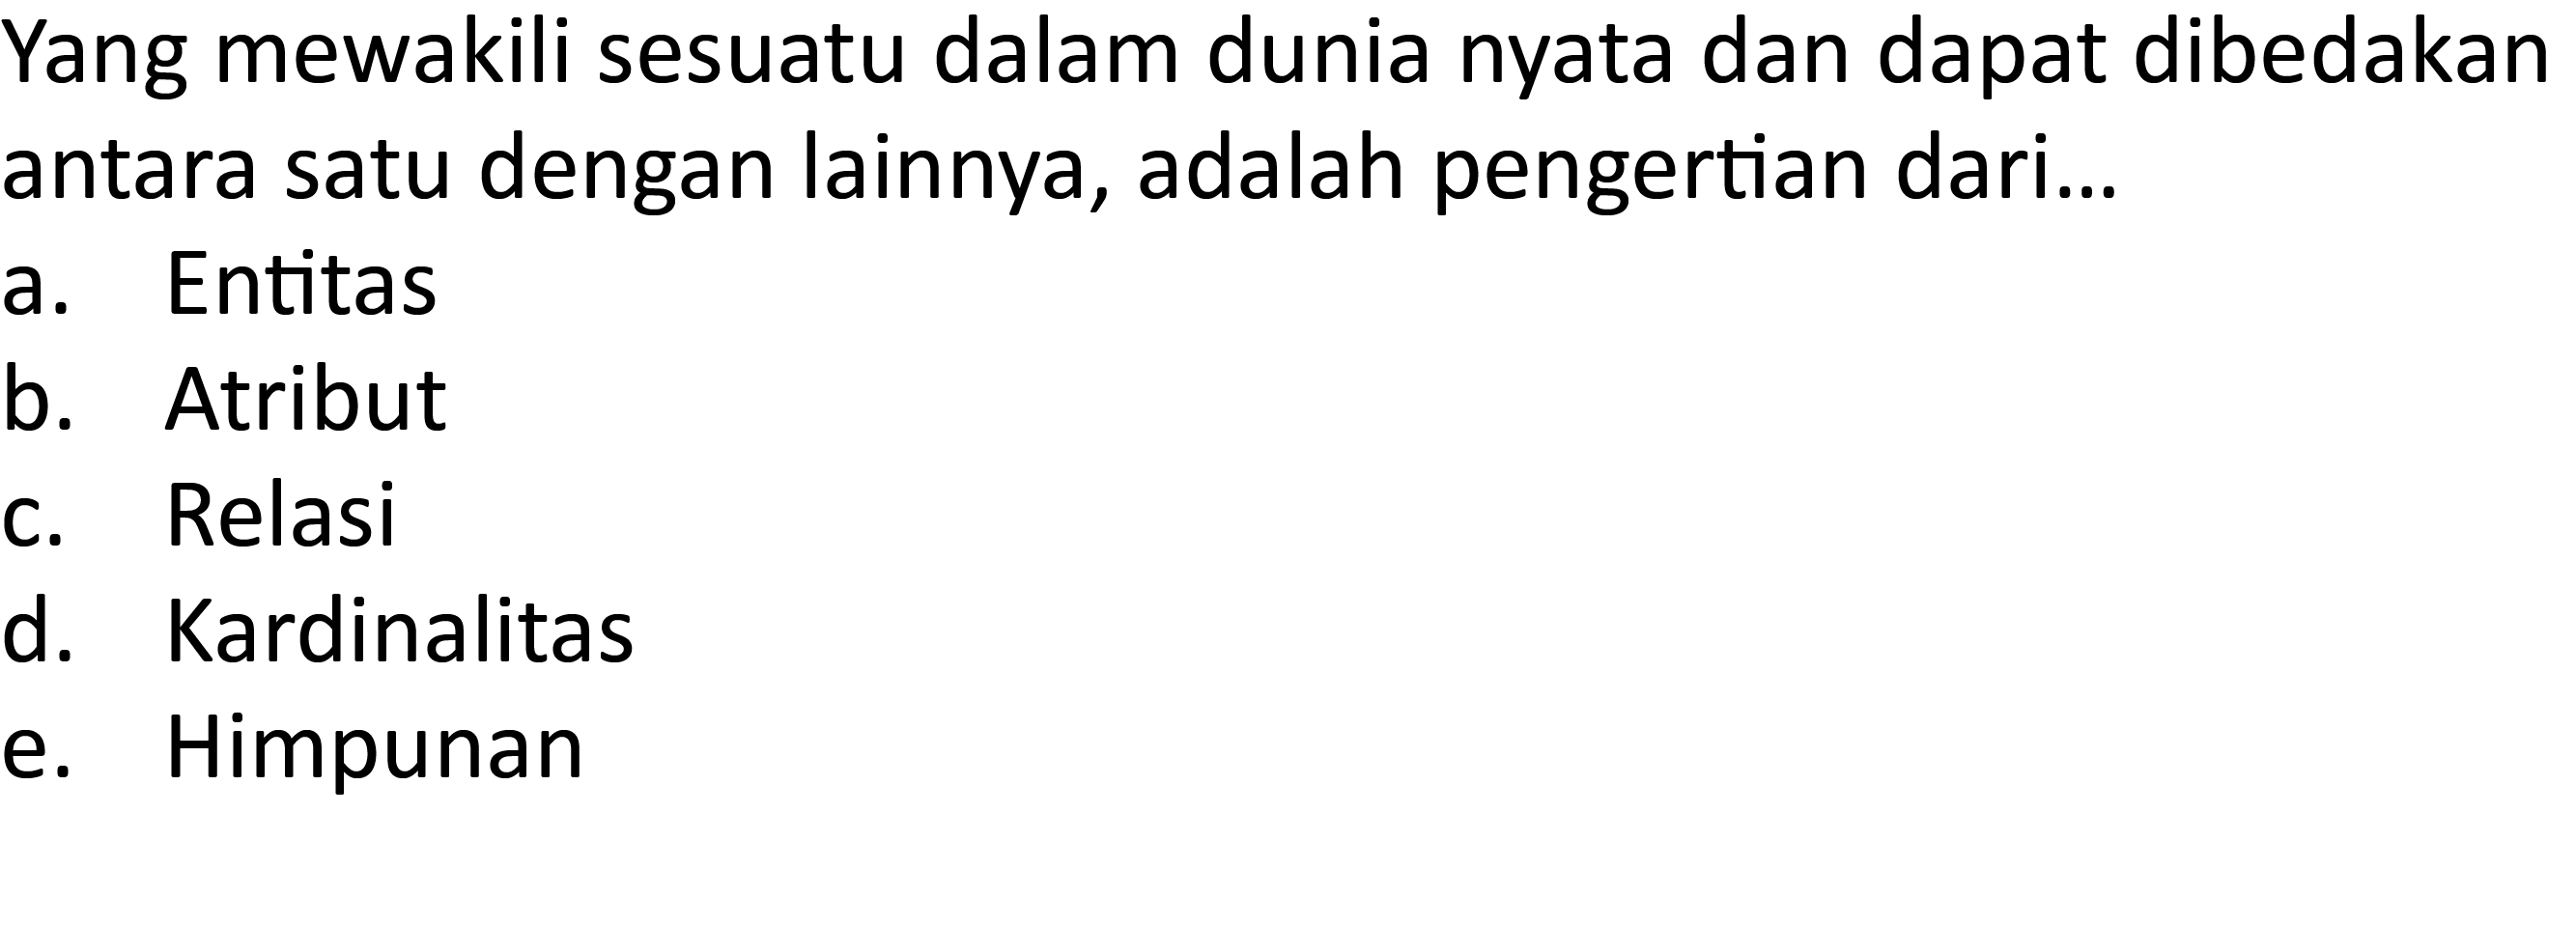 Yang mewakili sesuatu dalam dunia nyata dan dapat dibedakan
antara satu dengan lainnya, adalah pengertian dari...
a. Entitas
b. Atribut
c. Relasi
d. Kardinalitas
e. Himpunan